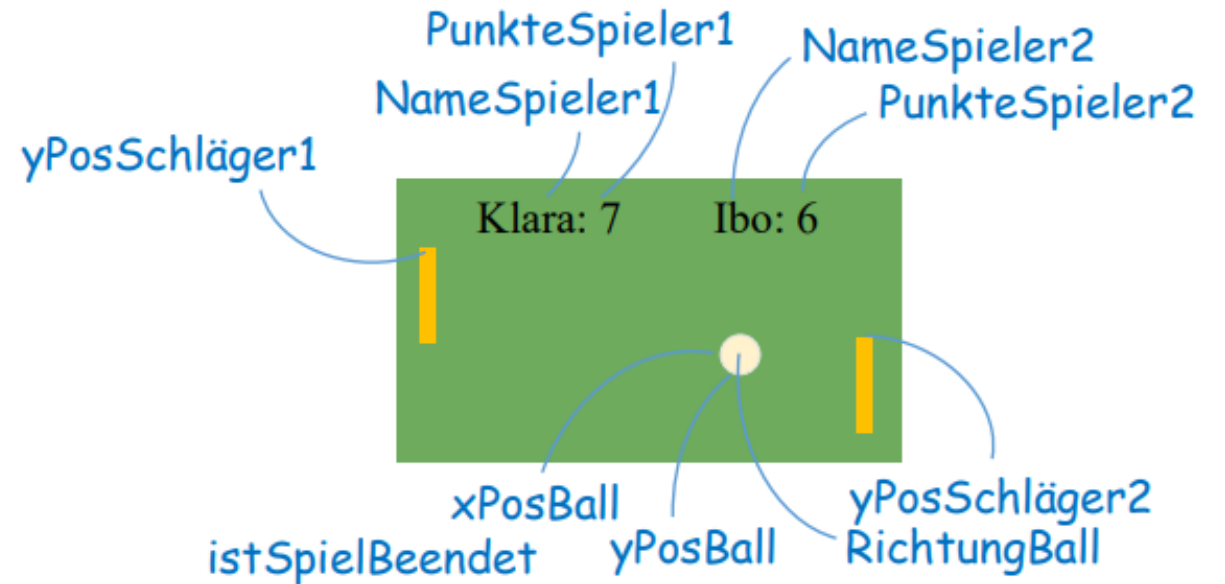 PunkteSpieler1
NameSpieler2
NameSpieler1
PunkteSpieler2
yPosSchläger1
Klara: 7
Ibo: 6
xPosBall
yPosSchläger2
istSpielBeendet
yPosBall
RichtungBall